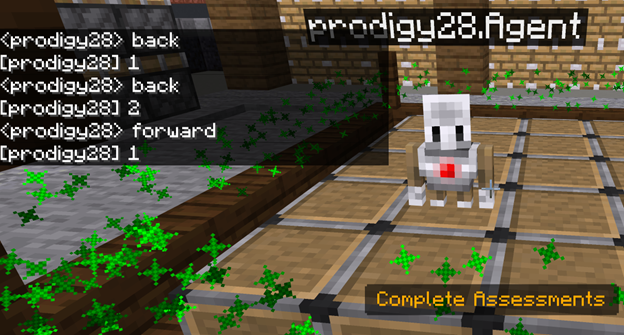 prodigy28.Agent
<prodigy28> back
[prodigy28] 1
<prodigy28> back
[prodigy28] 2
<prodigy28> forward
[prodigy28] 1
Complete Assessments